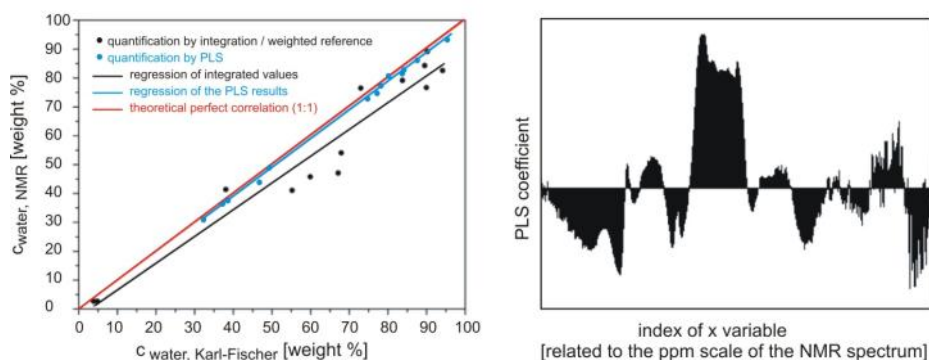 100
90
80
70
60
50
40
30
20
10
0
c water, NMR [weight %]
quantification by integration / weighted reference
quantification by PLS
regression of integrated values
regression of the PLS results
theoretical perfect correlation (1:1)
0 10 20 30 40 50 60 70 80 90 100
c water, Karl-Fischer [weight %]
PLS coefficient
index of x variable
[related to the ppm scale of the NMR spectrum]